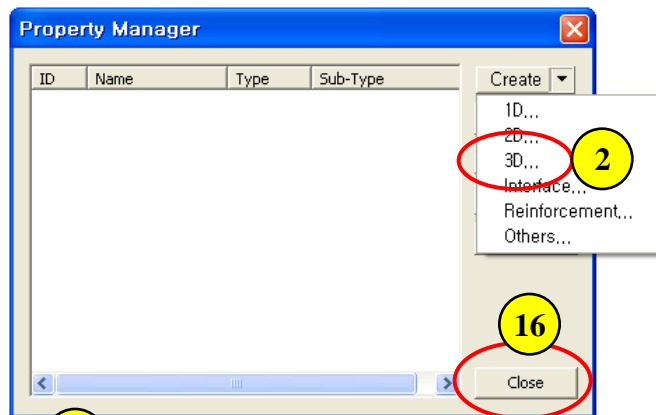 Property Manager
ID Name Type Sub-Type Create
1D...
2D...
3D... 2
Interface...
Reinforcement...
Others...
16
Close